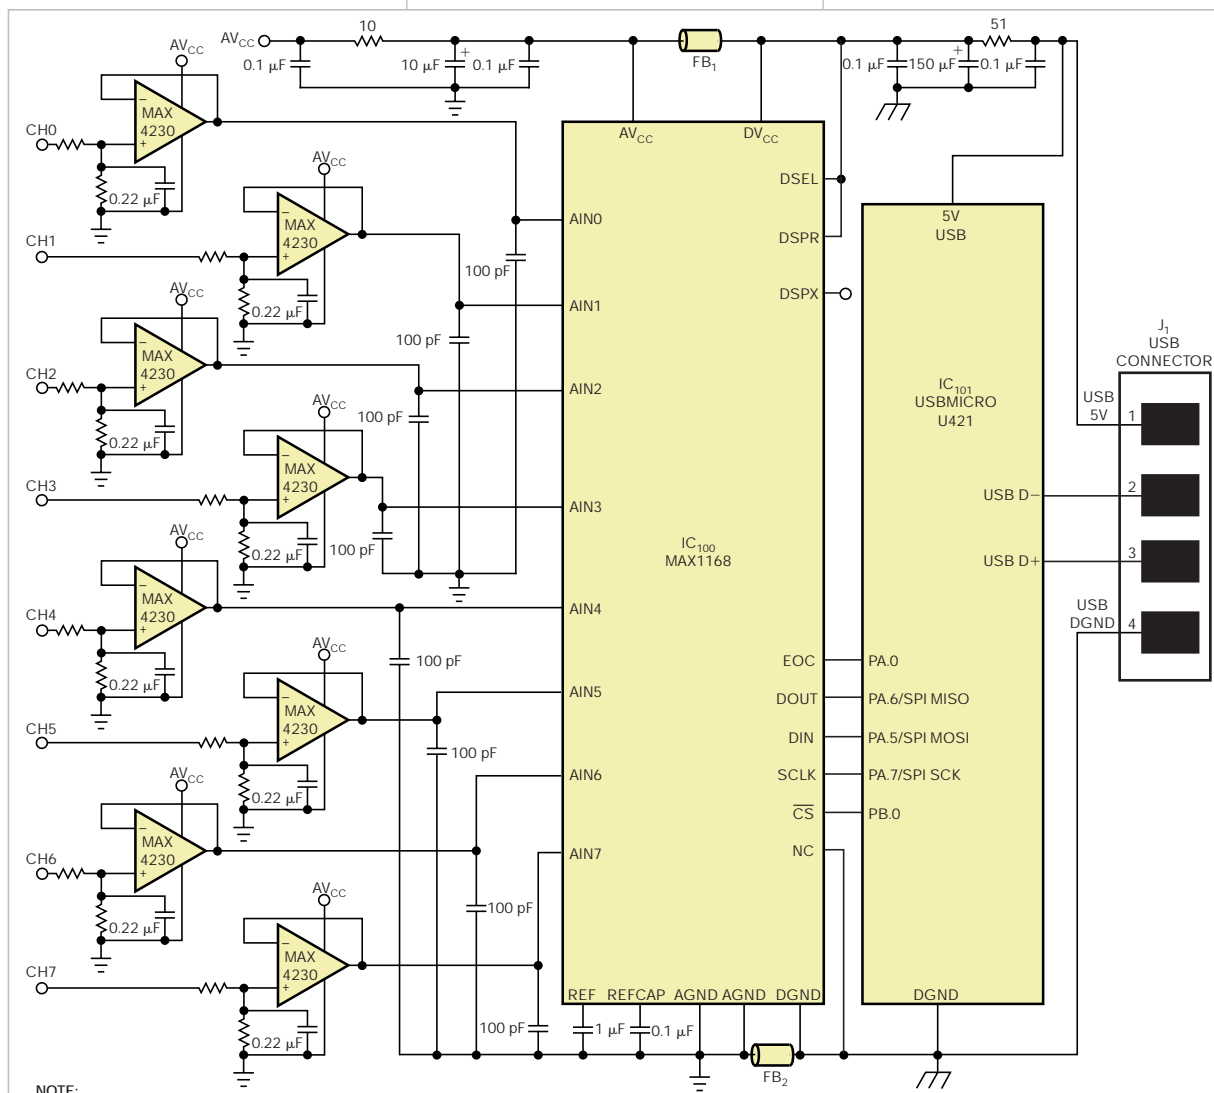 AVCC
10
0.1 µF
10 µF
+
0.1 µF
FB1
0.1 µF
150 µF
+
51
0.1 µF
AVCC
CH0
MAX
4230
−
+
0.22 µF
AVCC
CH1
MAX
4230
−
+
0.22 µF
AVCC
CH2
MAX
4230
−
+
0.22 µF
AVCC
CH3
MAX
4230
−
+
0.22 µF
AVCC
CH4
MAX
4230
−
+
0.22 µF
AVCC
CH5
MAX
4230
−
+
0.22 µF
AVCC
CH6
MAX
4230
−
+
0.22 µF
AVCC
CH7
MAX
4230
−
+
0.22 µF
100 pF
100 pF
100 pF
100 pF
100 pF
100 pF
100 pF
100 pF
AVCC
DVCC
AIN0
AIN1
AIN2
AIN3
AIN4
AIN5
AIN6
AIN7
DSEL
DSPR
DSPX
IC100
MAX1168
EOC
DOUT
DIN
SCLK
CS
NC
REF
REFCAP
AGND
AGND
DGND
1 µF
0.1 µF
FB2
5V
USB
IC101
USBMICRO
U421
USB D−
USB D+
PA.0
PA.6/SPI MISO
PA.5/SPI MOSI
PA.7/SPI SCK
PB.0
DGND
J1
USB
CONNECTOR
USB
5V
1
2
3
USB
DGND
4
NOTE: